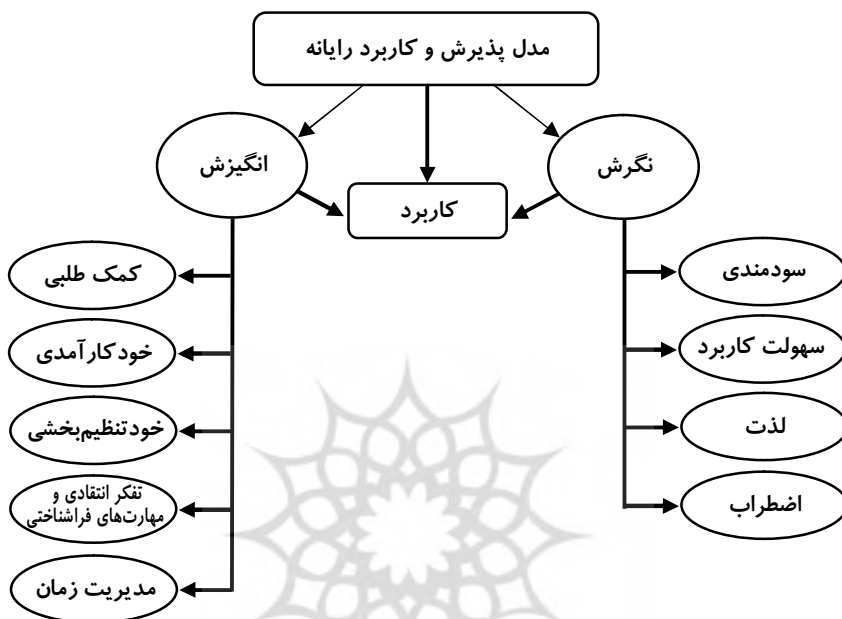 مدل پذیرش و کاربرد رایانه
نگرش
انگیزش
کاربرد
سودمندی
سهولت کاربرد
لذت
اضطراب
کمک طلبی
خودکارآمدی
خودتنظیم‌بخشی
تفکر انتقادی و
مهارت‌های فراشناختی
مدیریت زمان